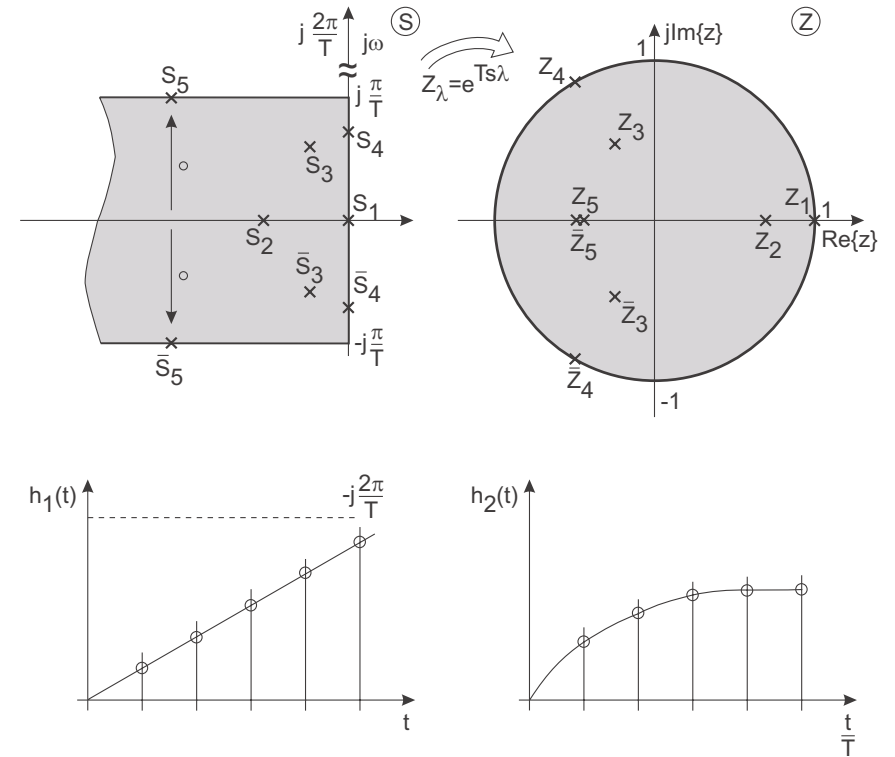 j 2π/T
jω
S
Z_λ=e^{Ts_λ}
Z
jIm{z}
1
S₅
j π/T
S₄
S₃
S₁
S₂
S̄₃
S̄₄
-j π/T
S̄₅
Z₄
Z₃
Z₅
Z̄₅
Z₁
1
Z₂
Re{z}
Z̄₃
Z̄₄
-1
h₁(t)
-j 2π/T
t
h₂(t)
t/T